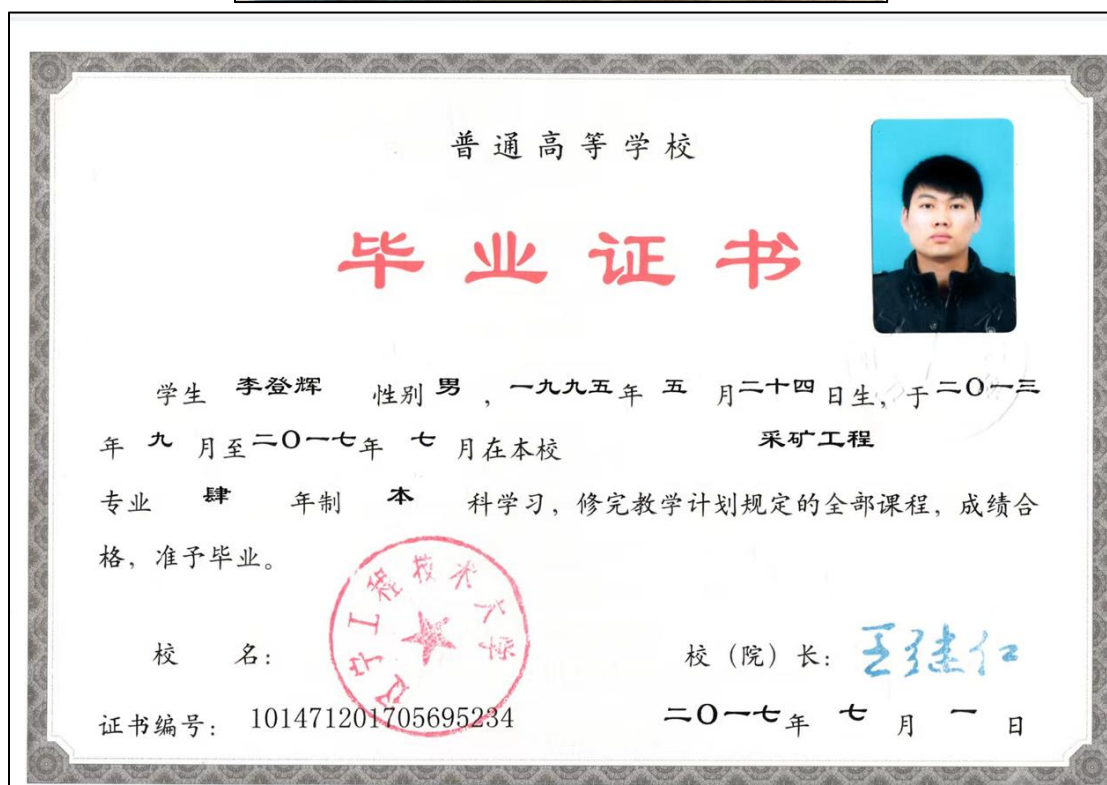 普通高等学校
毕业证书
学生 李登辉 性别 男 , 一九九五年 五 月二十四日生, 于二〇一三
年 九 月至二〇一七年 七 月在本校 采矿工程
专业 肆 年制 本 科学习, 修完教学计划规定的全部课程, 成绩合
格, 准予毕业。
辽宁工程技术大学
校 名: 校 (院) 长: 王继仁
证书编号: 101471201705695234 二〇一七年 七 月 一 日